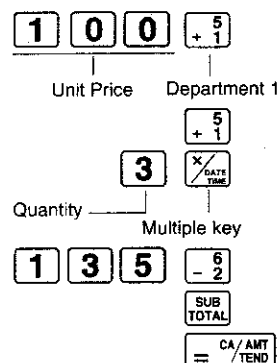 1 0 0 5 + 1
Unit Price Department 1
5 + 1
3 X/DATE TIME
Quantity
Multiple key
1 3 5 6 - 2
SUB TOTAL
= CA/AMT /TEND